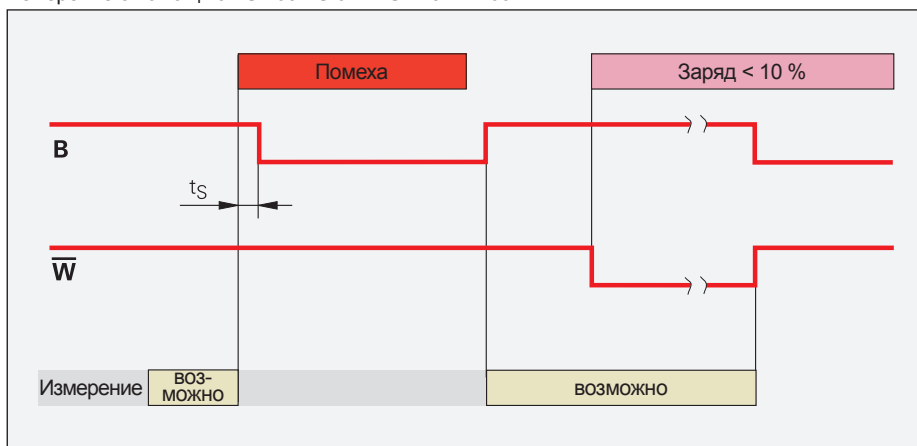 Помеха
Заряд < 10 %
B
tS
W
Измерение
воз-
можно
возможно